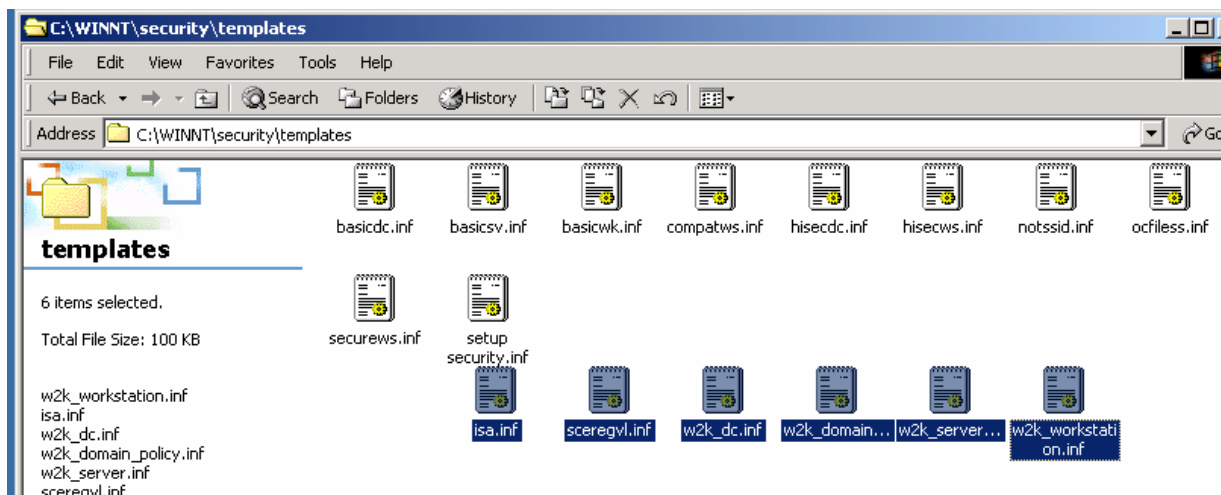 C:\WINNT\security\templates
File Edit View Favorites Tools Help
Back Search Folders History
Address C:\WINNT\security\templates Go
templates
6 items selected.
Total File Size: 100 KB
w2k_workstation.inf
isa.inf
w2k_dc.inf
w2k_domain_policy.inf
w2k_server.inf
sceregvl.inf
basicdc.inf basicsv.inf basicwk.inf compatws.inf hisecdc.inf hisecws.inf notssid.inf ocfiless.inf
securews.inf setup
security.inf
isa.inf sceregvl.inf w2k_dc.inf w2k_domain... w2k_server... w2k_workstati
on.inf